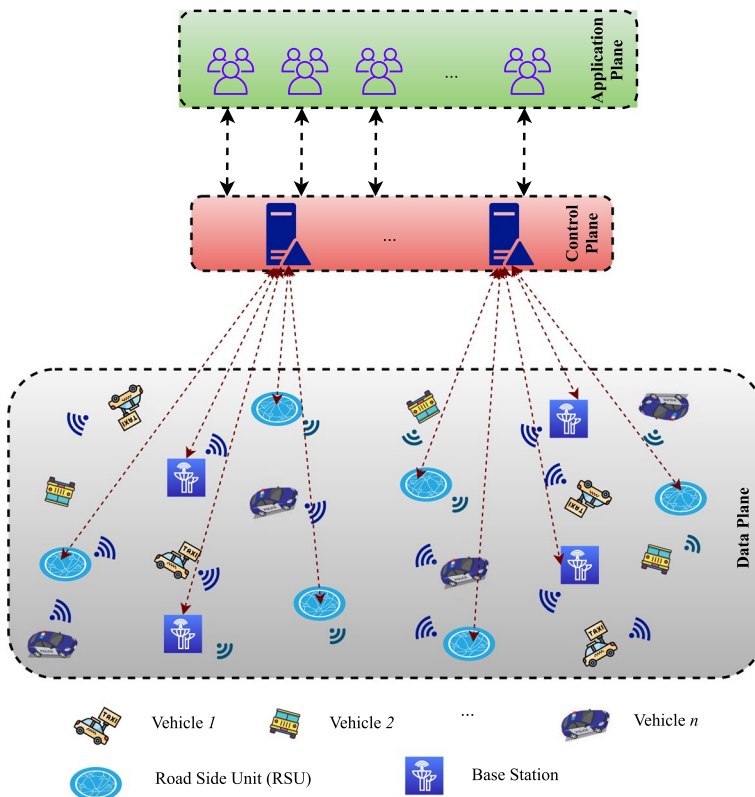 ...
Application
Plane
...
Control
Plane
TAXI
TAXI
TAXI
TAXI
Data Plane
TAXI
Vehicle 1
Vehicle 2
...
Vehicle n
Road Side Unit (RSU)
Base Station